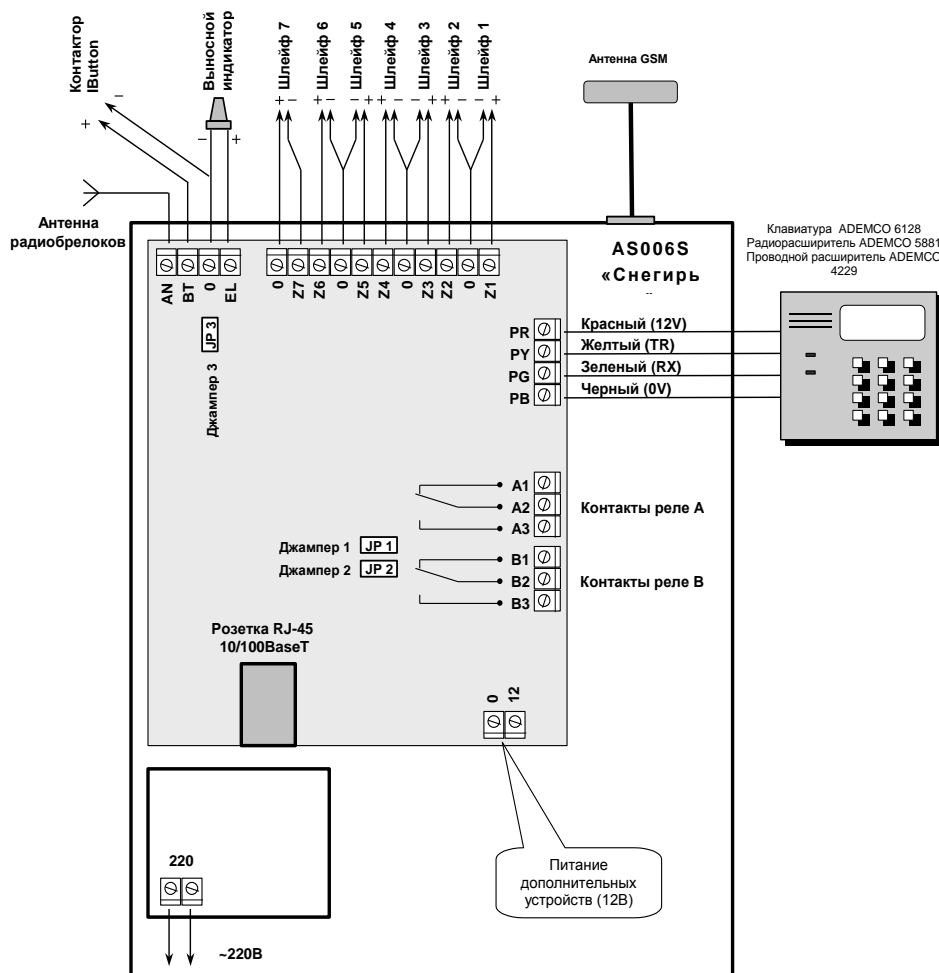 Контактор
IButton
Выносной
индикатор
Шлейф 7
Шлейф 6
Шлейф 5
Шлейф 4
Шлейф 3
Шлейф 2
Шлейф 1
Антенна GSM
– + – + + – + – – + + – – + + – – +
Антенна
радиобрелоков
AN BT 0 EL
0 Z7 Z6 0 Z5 Z4 0 Z3 Z2 0 Z1
AS006S
«Снегирь
Клавиатура ADEMCO 6128
Радиорасширитель ADEMCO 5881
Проводной расширитель ADEMCO
4229
JP 3
Джампер 3
PR Красный (12V)
PY Желтый (TR)
PG Зеленый (RX)
PB Черный (0V)
A1
A2
A3
Контакты реле А
Джампер 1 JP 1
Джампер 2 JP 2
B1
B2
B3
Контакты реле В
Розетка RJ-45
10/100BaseT
0 12
Питание
дополнительных
устройств (12В)
220
~220В